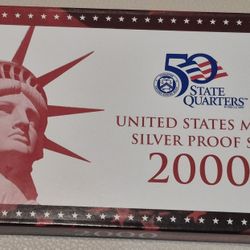 50
STATE
QUARTERS
UNITED STATES M
SILVER PROOF S
2000